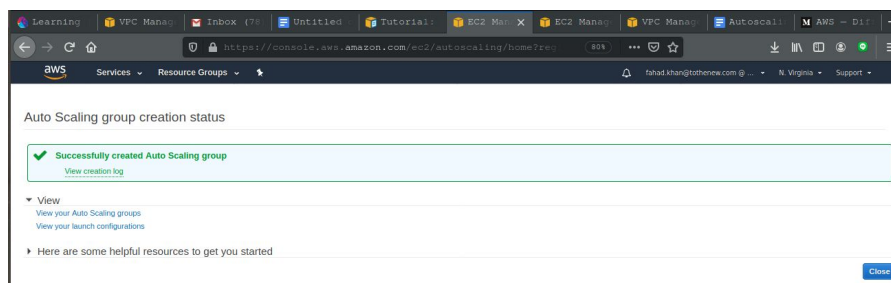 Learning VPC Manag Inbox (78 Untitled Tutorial: EC2 Man EC2 Manag VPC Manag Autoscali AWS — Dif
https://console.aws.amazon.com/ec2/autoscaling/home?reg 80%
aws Services Resource Groups fahad.khan@tothenew.com @ ... N. Virginia Support
Auto Scaling group creation status
Successfully created Auto Scaling group
View creation log
View
View your Auto Scaling groups
View your launch configurations
Here are some helpful resources to get you started
Close